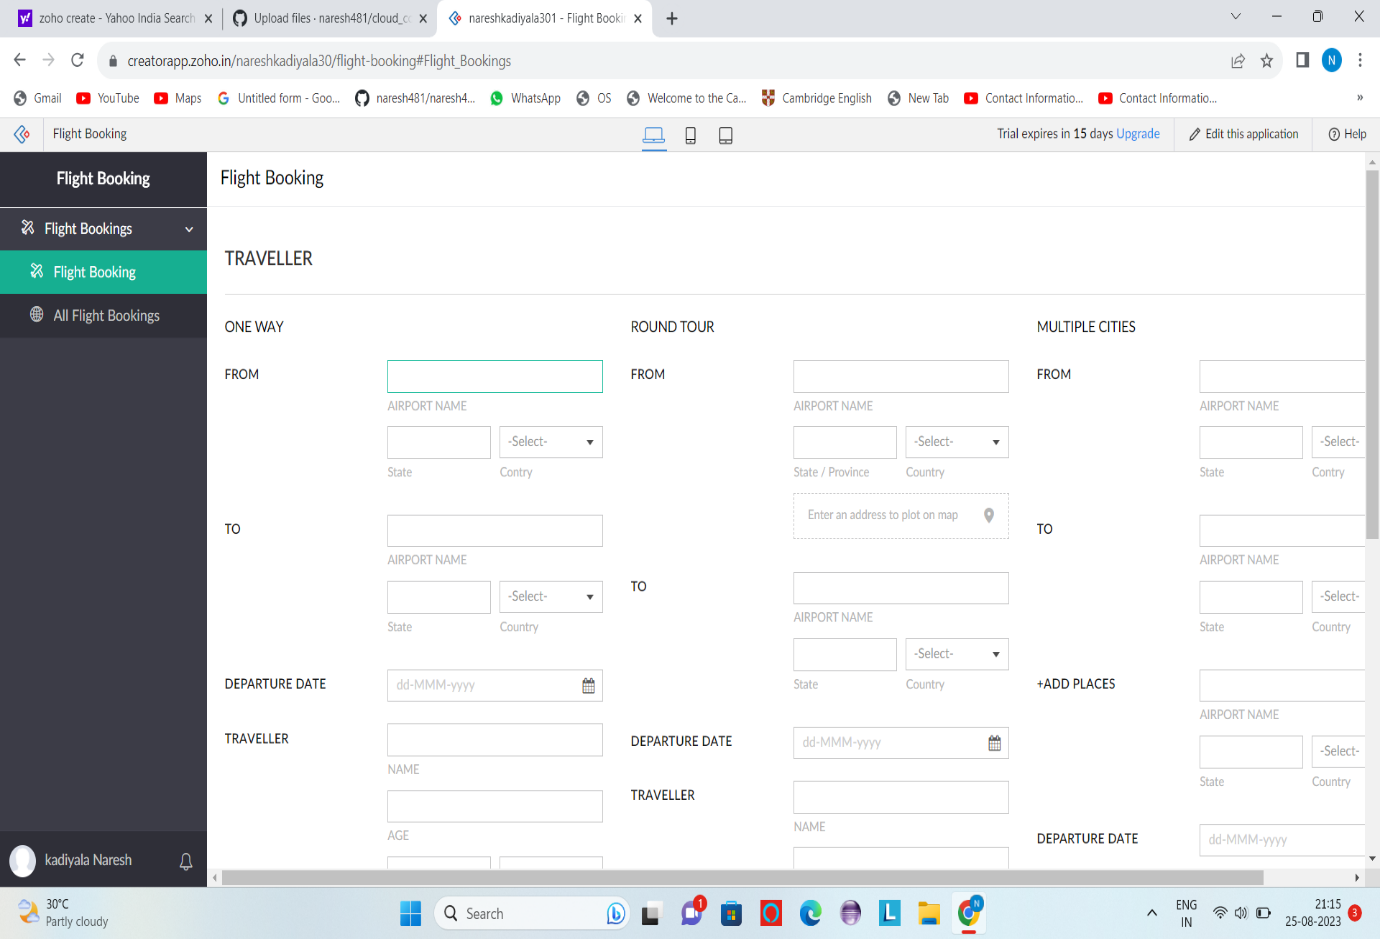 zoho create - Yahoo India Search
Upload files · naresh481/cloud_cc
nareshkadiyala301 - Flight Bookin
creatorapp.zoho.in/nareshkadiyala30/flight-booking#Flight_Bookings
N
Gmail
YouTube
Maps
Untitled form - Goo...
naresh481/naresh4...
WhatsApp
OS
Welcome to the Ca...
Cambridge English
New Tab
Contact Informatio...
Contact Informatio...
»
Flight Booking
Trial expires in 15 days Upgrade
Edit this application
Help
Flight Booking
Flight Booking
Flight Bookings
Flight Booking
All Flight Bookings
kadiyala Naresh
TRAVELLER
ONE WAY
FROM
AIRPORT NAME
-Select-
State
Contry
TO
AIRPORT NAME
-Select-
State
Country
DEPARTURE DATE
dd-MMM-yyyy
TRAVELLER
NAME
AGE
ROUND TOUR
FROM
AIRPORT NAME
-Select-
State / Province
Country
Enter an address to plot on map
TO
AIRPORT NAME
-Select-
State
Country
DEPARTURE DATE
dd-MMM-yyyy
TRAVELLER
NAME
MULTIPLE CITIES
FROM
AIRPORT NAME
-Select-
State
Contry
TO
AIRPORT NAME
-Select-
State
Country
+ADD PLACES
AIRPORT NAME
-Select-
State
Country
DEPARTURE DATE
dd-MMM-yyyy
30°C
Partly cloudy
Search
1
L
N
ENG
IN
21:15
25-08-2023
3